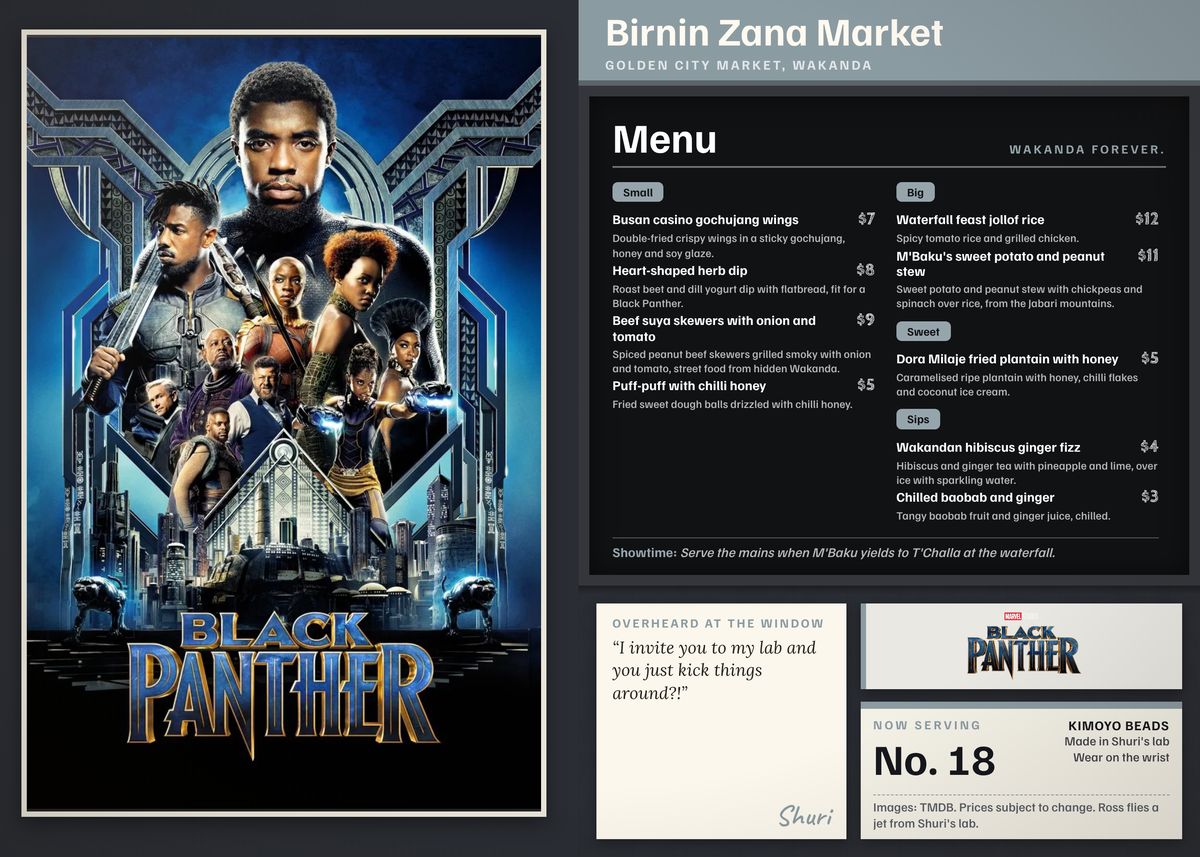 BLACK
PANTHER
Birnin Zana Market
GOLDEN CITY MARKET, WAKANDA
Menu
WAKANDA FOREVER.
Small
Busan casino gochujang wings $7
Double-fried crispy wings in a sticky gochujang,
honey and soy glaze.
Heart-shaped herb dip $8
Roast beet and dill yogurt dip with flatbread, fit for a
Black Panther.
Beef suya skewers with onion and $9
tomato
Spiced peanut beef skewers grilled smoky with onion
and tomato, street food from hidden Wakanda.
Puff-puff with chilli honey $5
Fried sweet dough balls drizzled with chilli honey.
Big
Waterfall feast jollof rice $12
Spicy tomato rice and grilled chicken.
M'Baku's sweet potato and peanut $11
stew
Sweet potato and peanut stew with chickpeas and
spinach over rice, from the Jabari mountains.
Sweet
Dora Milaje fried plantain with honey $5
Caramelised ripe plantain with honey, chilli flakes
and coconut ice cream.
Sips
Wakandan hibiscus ginger fizz $4
Hibiscus and ginger tea with pineapple and lime, over
ice with sparkling water.
Chilled baobab and ginger $3
Tangy baobab fruit and ginger juice, chilled.
Showtime: Serve the mains when M'Baku yields to T'Challa at the waterfall.
OVERHEARD AT THE WINDOW
“I invite you to my lab and
you just kick things
around?!”
Shuri
MARVEL
BLACK
PANTHER
NOW SERVING
No. 18
KIMOYO BEADS
Made in Shuri's lab
Wear on the wrist
Images: TMDB. Prices subject to change. Ross flies a
jet from Shuri's lab.